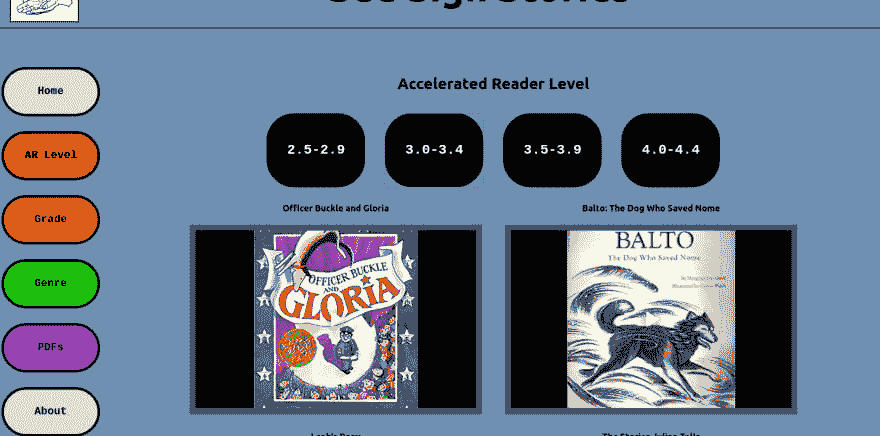 Accelerated Reader Level
Home
AR Level
Grade
Genre
PDFs
About
2.5-2.9
3.0-3.4
3.5-3.9
4.0-4.4
Officer Buckle and Gloria
Balto: The Dog Who Saved Nome
OFFICER BUCKLE
AND
GLORIA
BALTO
The Dog Who Saved Nome